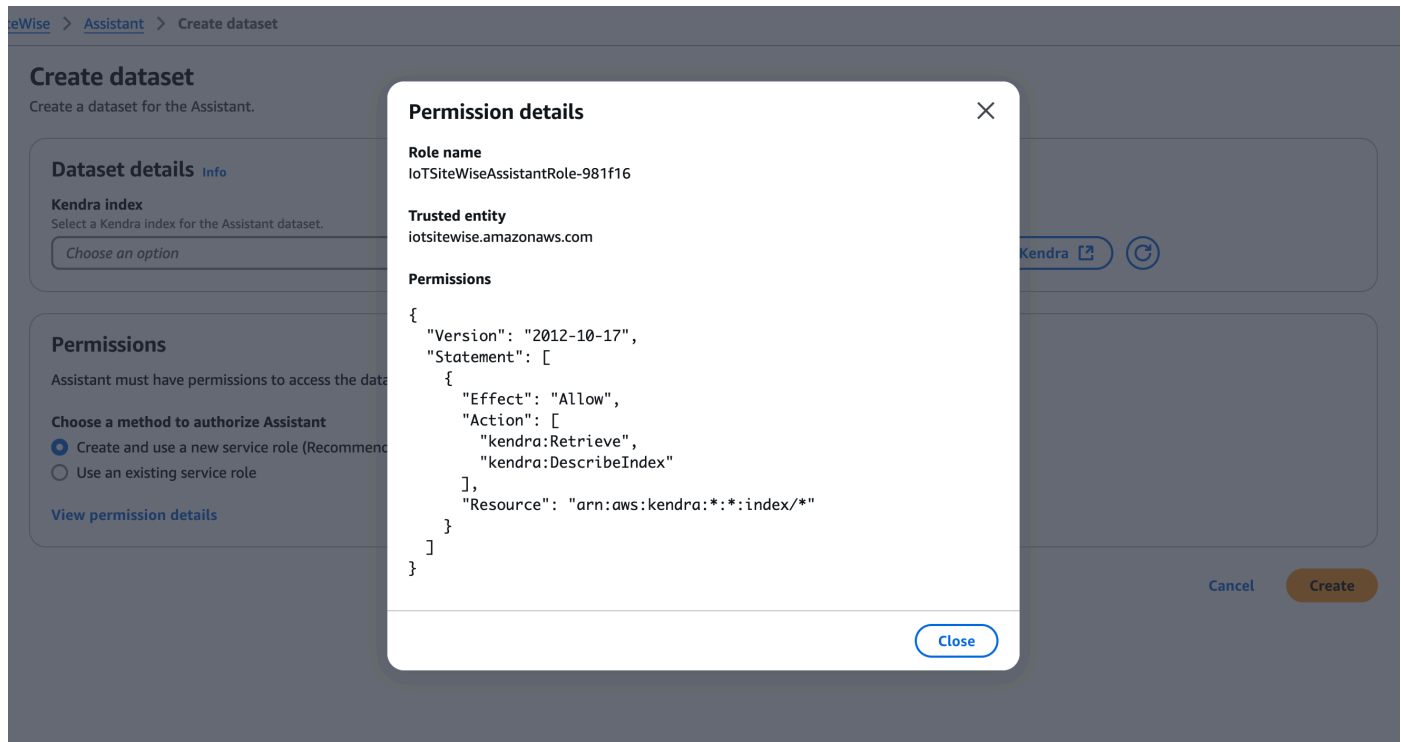 teWise > Assistant > Create dataset
Create dataset
Create a dataset for the Assistant.
Dataset details Info
Kendra index
Select a Kendra index for the Assistant dataset.
Choose an option
Kendra
Permissions
Assistant must have permissions to access the data
Choose a method to authorize Assistant
Create and use a new service role (Recommend
Use an existing service role
View permission details
Cancel
Create
Permission details
Role name
IoTSiteWiseAssistantRole-981f16
Trusted entity
iotsitewise.amazonaws.com
Permissions
{
"Version": "2012-10-17",
"Statement": [
{
"Effect": "Allow",
"Action": [
"kendra:Retrieve",
"kendra:DescribeIndex"
],
"Resource": "arn:aws:kendra:*:*:index/*"
}
]
}
Close